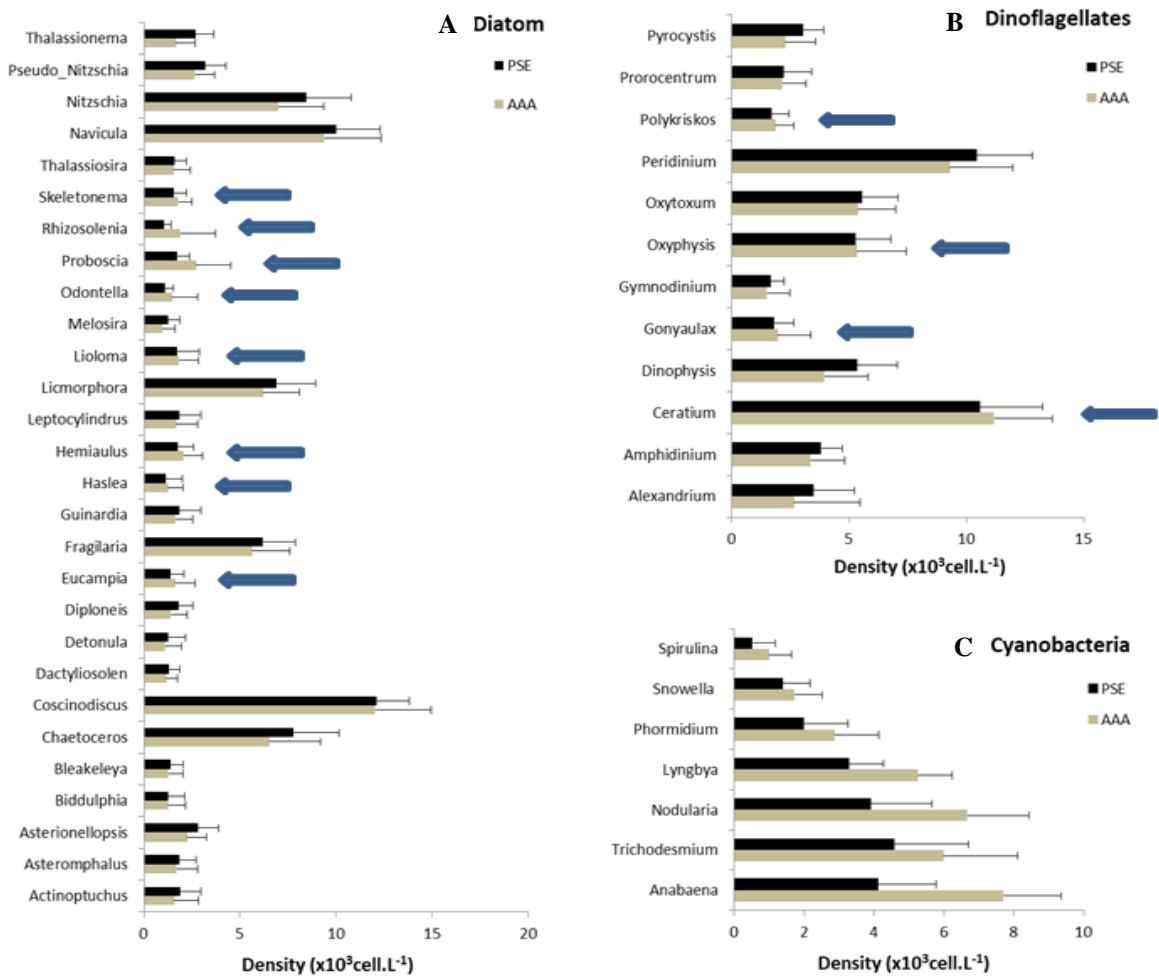 A Diatom
PSE
AAA
Thalassionema
Pseudo_Nitzschia
Nitzschia
Navicula
Thalassiosira
Skeletonema
Rhizosolenia
Proboscia
Odontella
Melosira
Lioloma
Licmorphora
Leptocylindrus
Hemiaulus
Haslea
Guinardia
Fragilaria
Eucampia
Diploneis
Detonula
Dactyliosolen
Coscinodiscus
Chaetoceros
Bleakeleya
Biddulphia
Asterionellopsis
Asteromphalus
Actinoptuchus
0 5 10 15 20
Density (x10³cell.L⁻¹)
B Dinoflagellates
PSE
AAA
Pyrocystis
Prorocentrum
Polykriskos
Peridinium
Oxytoxum
Oxyphysis
Gymnodinium
Gonyaulax
Dinophysis
Ceratium
Amphidinium
Alexandrium
0 5 10 15
Density (x10³cell.L⁻¹)
C Cyanobacteria
PSE
AAA
Spirulina
Snowella
Phormidium
Lyngbya
Nodularia
Trichodesmium
Anabaena
0 2 4 6 8 10
Density (x10³cell.L⁻¹)